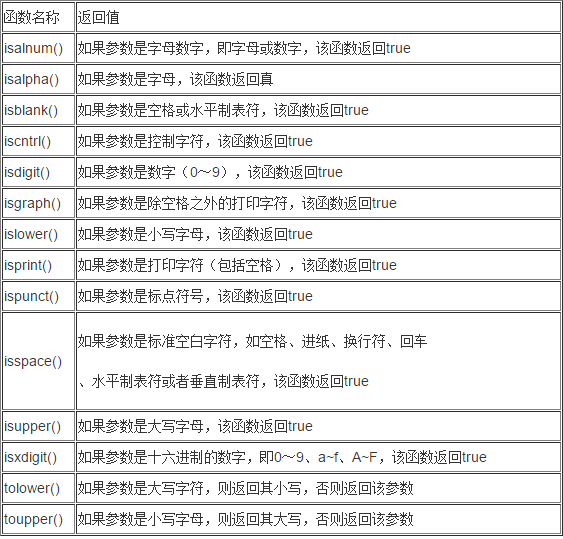 函数名称 返回值
isalnum() 如果参数是字母数字，即字母或数字，该函数返回true
isalpha() 如果参数是字母，该函数返回真
isblank() 如果参数是空格或水平制表符，该函数返回true
iscntrl() 如果参数是控制字符，该函数返回true
isdigit() 如果参数是数字（0～9），该函数返回true
isgraph() 如果参数是除空格之外的打印字符，该函数返回true
islower() 如果参数是小写字母，该函数返回true
isprint() 如果参数是打印字符（包括空格），该函数返回true
ispunct() 如果参数是标点符号，该函数返回true
isspace() 如果参数是标准空白字符，如空格、进纸、换行符、回车
、水平制表符或者垂直制表符，该函数返回true
isupper() 如果参数是大写字母，该函数返回true
isxdigit() 如果参数是十六进制的数字，即0～9、a~f、A~F，该函数返回true
tolower() 如果参数是大写字符，则返回其小写，否则返回该参数
toupper() 如果参数是小写字母，则返回其大写，否则返回该参数